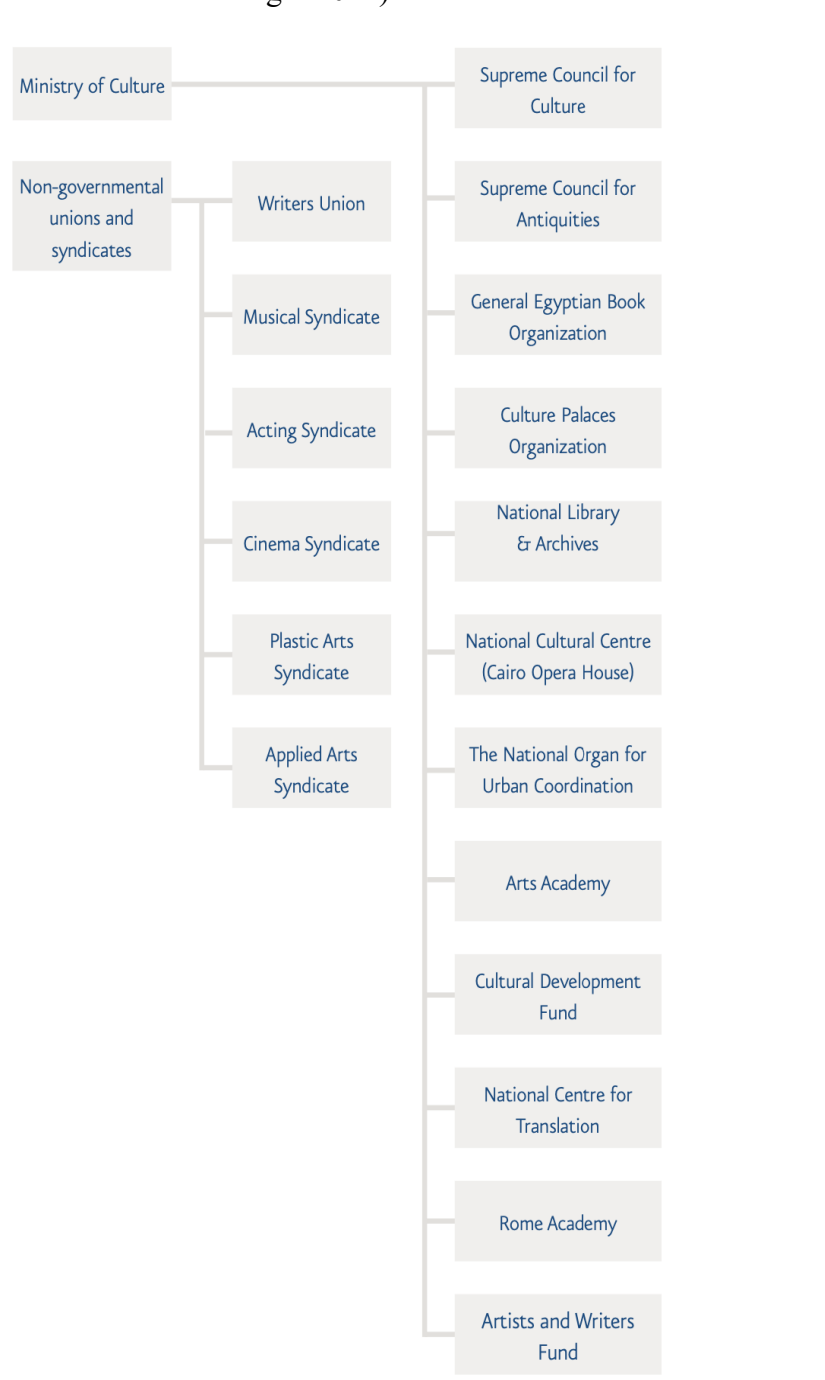 Ministry of Culture
Supreme Council for
Culture
Non-governmental
unions and
syndicates
Writers Union
Musical Syndicate
Acting Syndicate
Cinema Syndicate
Plastic Arts
Syndicate
Applied Arts
Syndicate
Supreme Council for
Antiquities
General Egyptian Book
Organization
Culture Palaces
Organization
National Library
& Archives
National Cultural Centre
(Cairo Opera House)
The National Organ for
Urban Coordination
Arts Academy
Cultural Development
Fund
National Centre for
Translation
Rome Academy
Artists and Writers
Fund